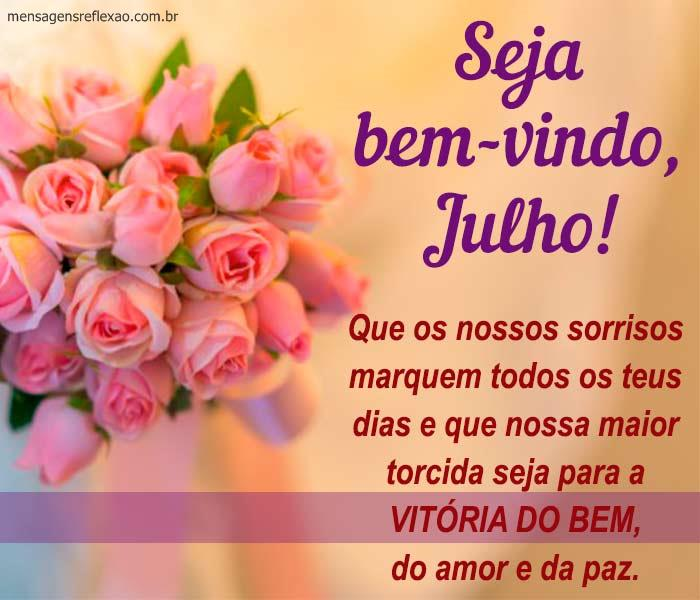 mensagensreflexao.com.br
Seja
bem-vindo,
Julho!
Que os nossos sorrisos
marquem todos os teus
dias e que nossa maior
torcida seja para a
VITÓRIA DO BEM,
do amor e da paz.